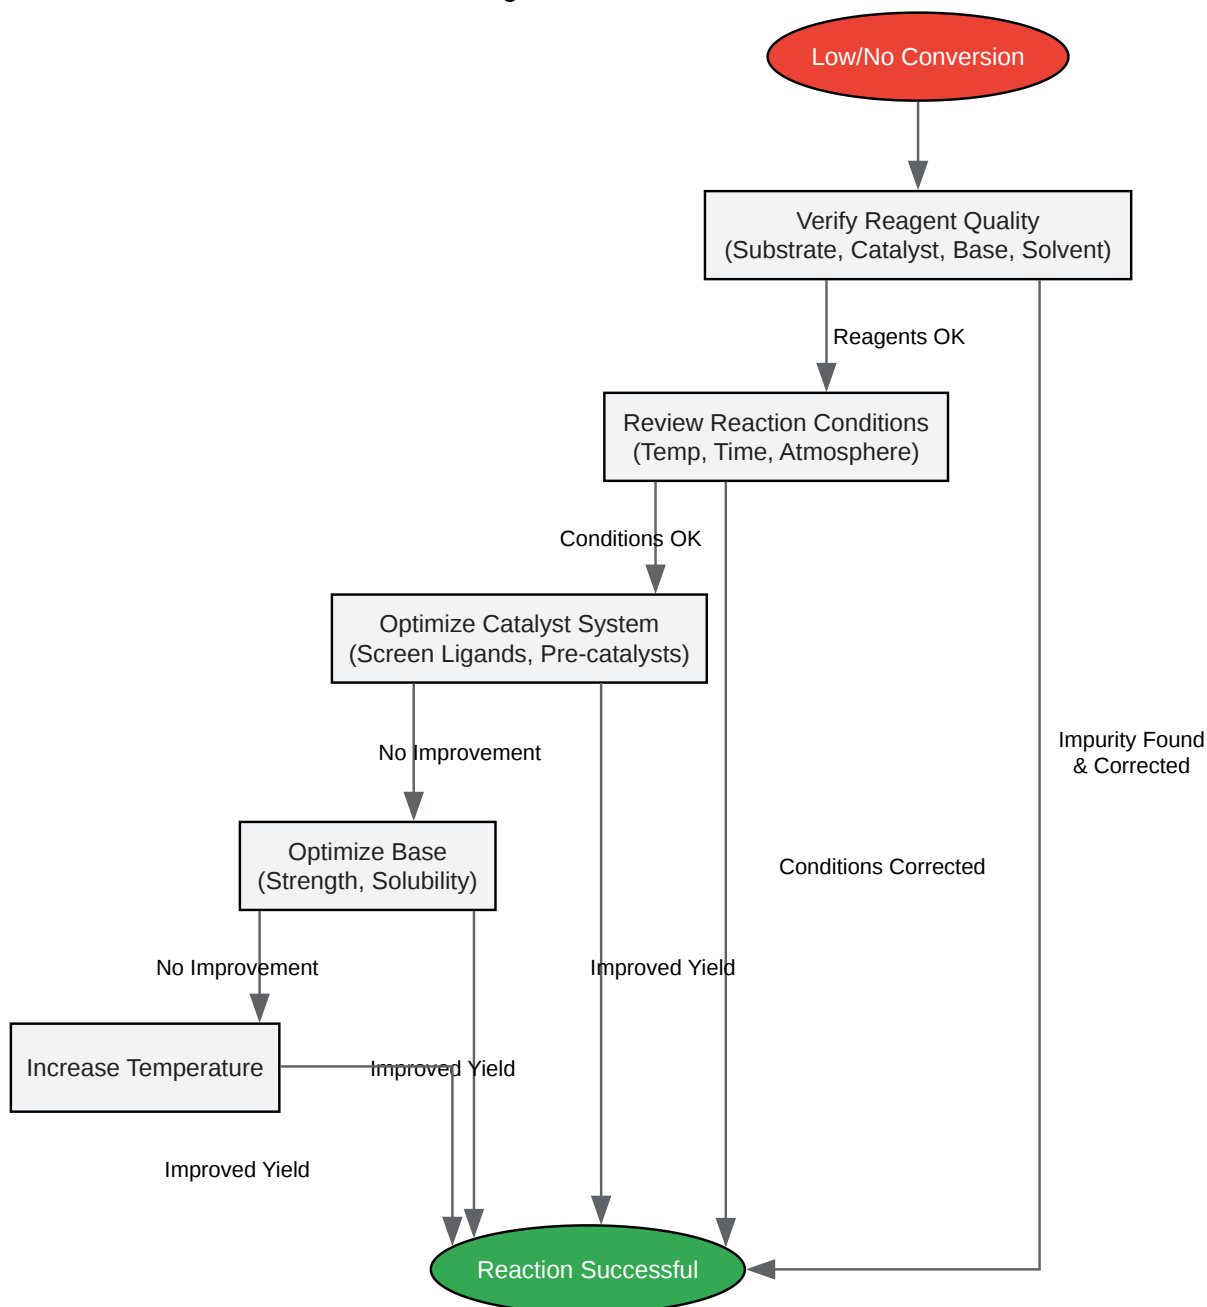 Low/No Conversion
Verify Reagent Quality
(Substrate, Catalyst, Base, Solvent)
Reagents OK
Review Reaction Conditions
(Temp, Time, Atmosphere)
Conditions OK
Optimize Catalyst System
(Screen Ligands, Pre-catalysts)
No Improvement
Impurity Found
& Corrected
Optimize Base
(Strength, Solubility)
Conditions Corrected
No Improvement
Improved Yield
Increase Temperature
Improved Yield
Improved Yield
Reaction Successful